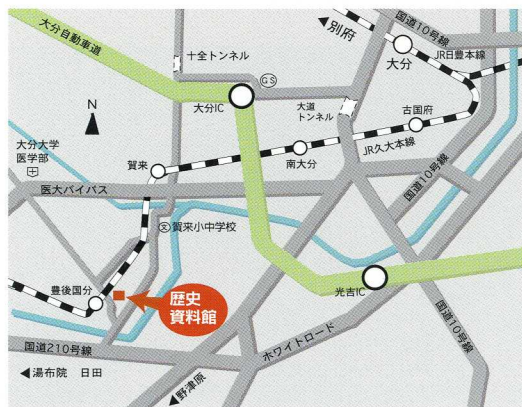 国道10号線
大分自動車道
別府
JR日豊本線
大分
十全トンネル
GS
大分IC
大道
トンネル
古国府
N
大分大学
医学部
賀来
南大分
JR久大本線
医大バイパス
国道10号線
文
賀来小中学校
豊後国分
歴史
資料館
光吉IC
国道10号線
国道210号線
ホワイトロード
湯布院 日田
野津原